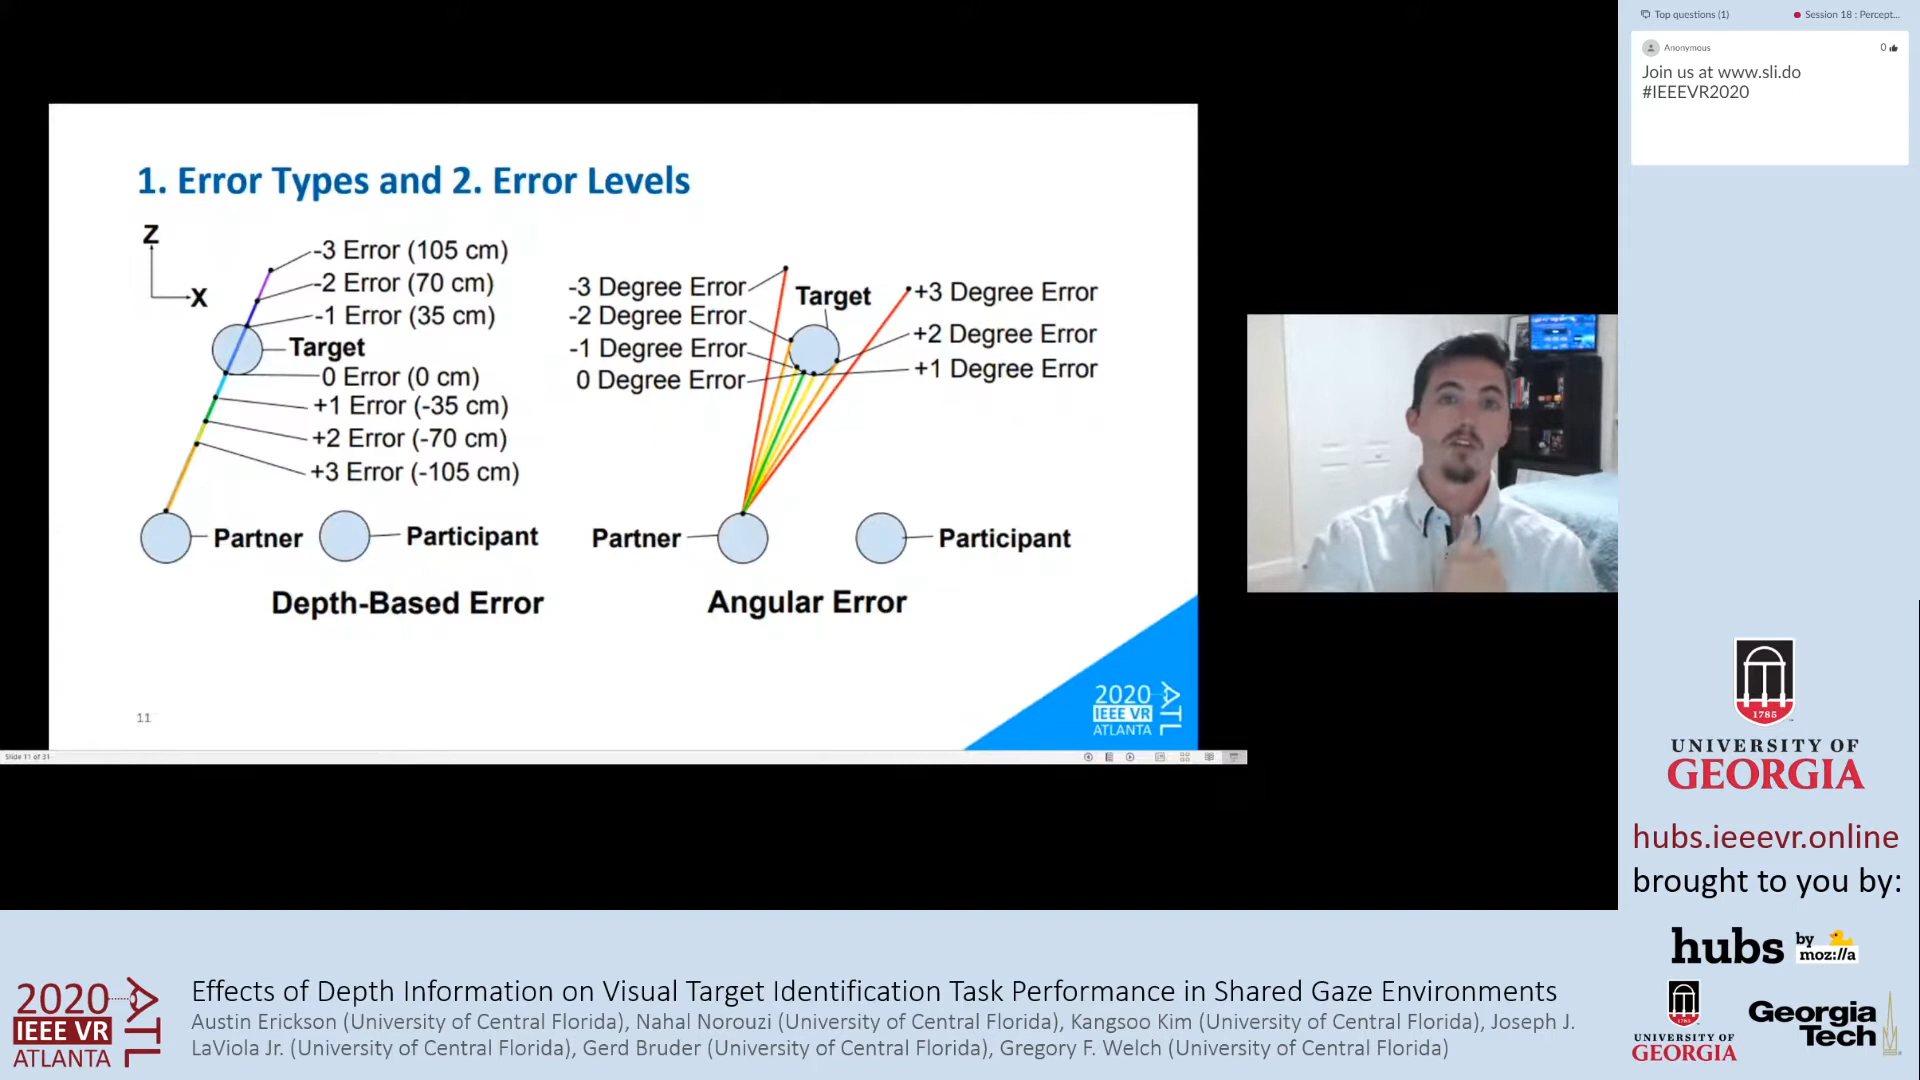 1. Error Types and 2. Error Levels
Z
X
-3 Error (105 cm)
-2 Error (70 cm)
-1 Error (35 cm)
Target
0 Error (0 cm)
+1 Error (-35 cm)
+2 Error (-70 cm)
+3 Error (-105 cm)
Partner
Participant
Depth-Based Error
-3 Degree Error
-2 Degree Error
-1 Degree Error
0 Degree Error
Target
+3 Degree Error
+2 Degree Error
+1 Degree Error
Partner
Participant
Angular Error
11
2020
IEEE VR
ATLANTA
ATL
Slide 11 of 31
Top questions (1)
Session 18 : Percept...
Anonymous
0
Join us at www.sli.do
#IEEEVR2020
1785
UNIVERSITY OF
GEORGIA
hubs.ieeevr.online
brought to you by:
hubs by
moz://a
UNIVERSITY OF
GEORGIA
Georgia
Tech
2020
IEEE VR
ATLANTA
ATL
Effects of Depth Information on Visual Target Identification Task Performance in Shared Gaze Environments
Austin Erickson (University of Central Florida), Nahal Norouzi (University of Central Florida), Kangsoo Kim (University of Central Florida), Joseph J.
LaViola Jr. (University of Central Florida), Gerd Bruder (University of Central Florida), Gregory F. Welch (University of Central Florida)